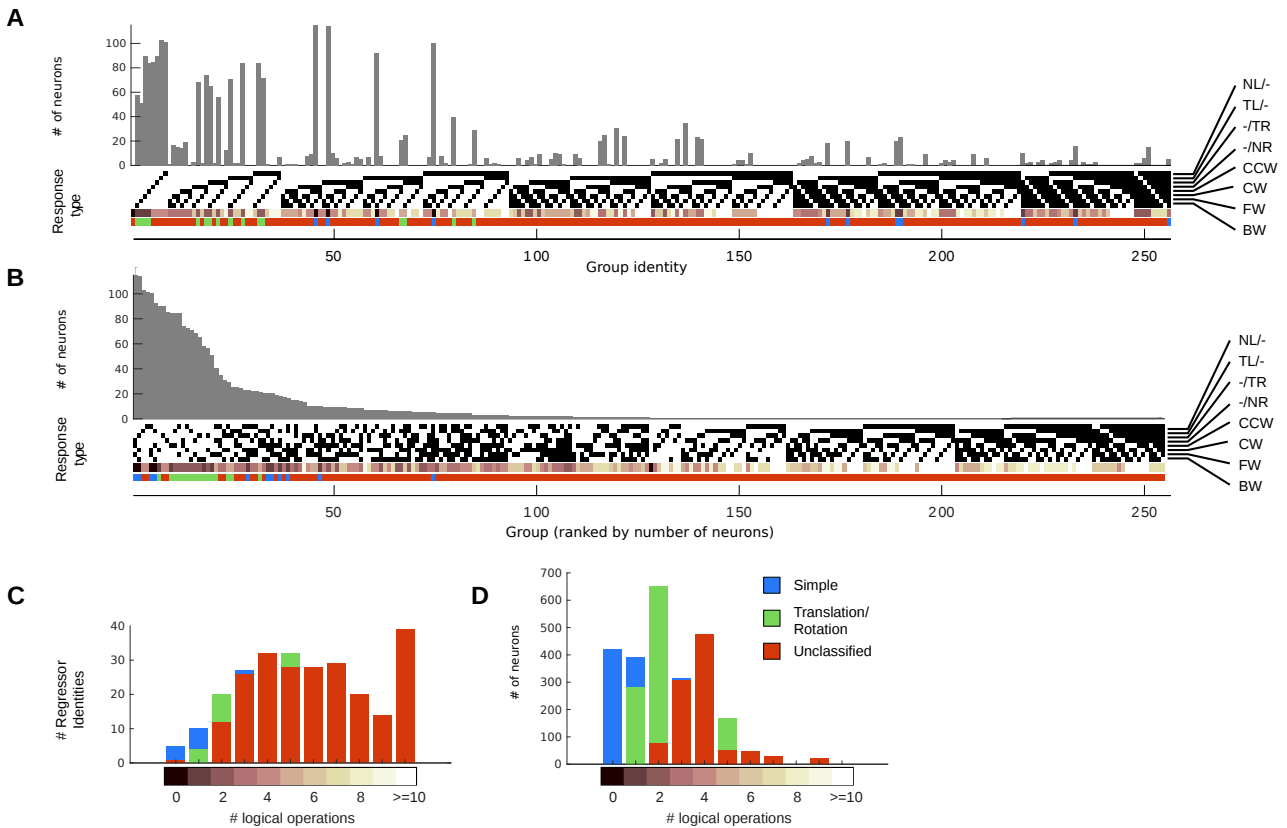 A
# of neurons
100
80
60
40
20
0
Response
type
NL/-
TL/-
-/TR
-/NR
CCW
CW
FW
BW
50
100
150
200
250
Group identity
B
# of neurons
100
80
60
40
20
0
Response
type
NL/-
TL/-
-/TR
-/NR
CCW
CW
FW
BW
50
100
150
200
250
Group (ranked by number of neurons)
C
# Regressor
Identities
40
30
20
10
0
0 2 4 6 8 >=10
# logical operations
D
# of neurons
700
600
500
400
300
200
100
0
Simple
Translation/
Rotation
Unclassified
0 2 4 6 8 >=10
# logical operations